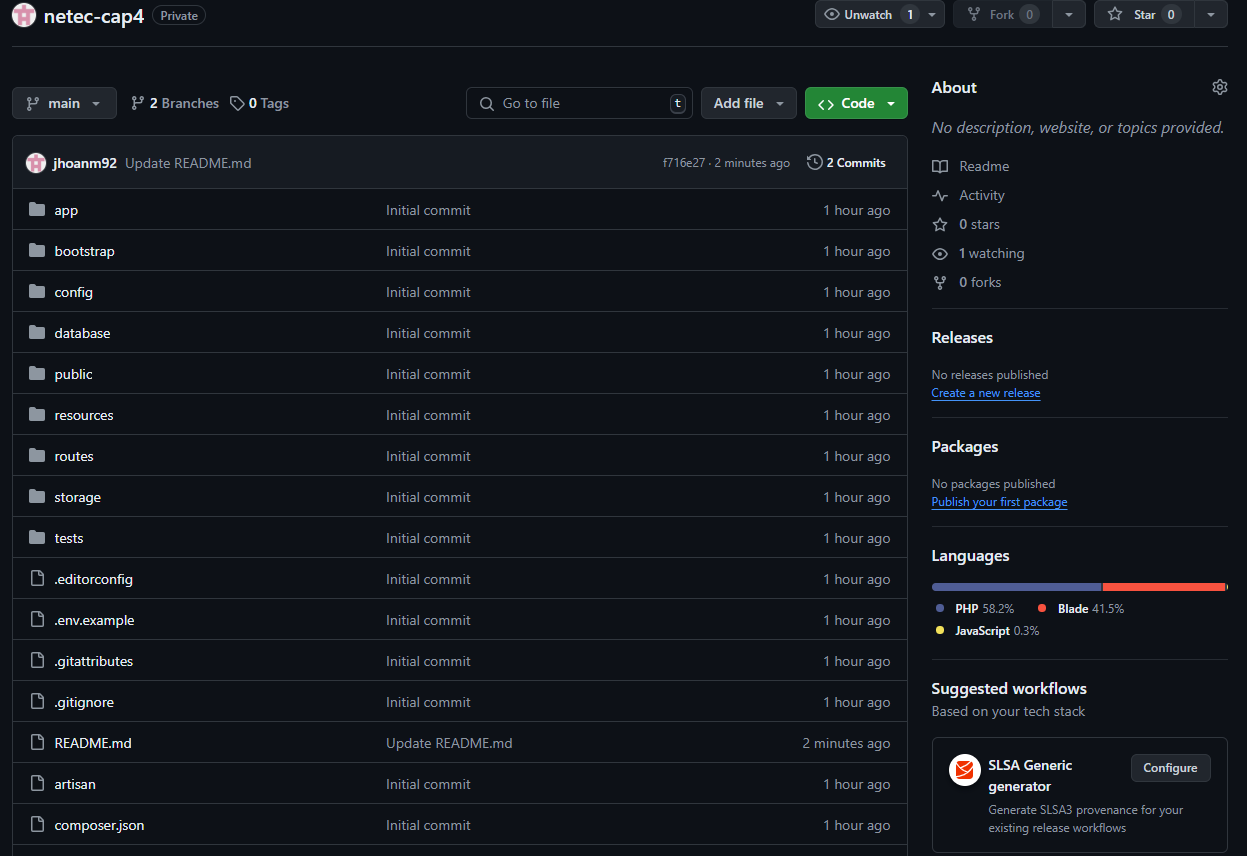 netec-cap4 Private Unwatch 1 Fork 0 Star 0
main 2 Branches 0 Tags Go to file t Add file Code
jhoanm92 Update README.md f716e27 · 2 minutes ago 2 Commits
app Initial commit 1 hour ago
bootstrap Initial commit 1 hour ago
config Initial commit 1 hour ago
database Initial commit 1 hour ago
public Initial commit 1 hour ago
resources Initial commit 1 hour ago
routes Initial commit 1 hour ago
storage Initial commit 1 hour ago
tests Initial commit 1 hour ago
.editorconfig Initial commit 1 hour ago
.env.example Initial commit 1 hour ago
.gitattributes Initial commit 1 hour ago
.gitignore Initial commit 1 hour ago
README.md Update README.md 2 minutes ago
artisan Initial commit 1 hour ago
composer.json Initial commit 1 hour ago
About
No description, website, or topics provided.
Readme
Activity
0 stars
1 watching
0 forks
Releases
No releases published
Create a new release
Packages
No packages published
Publish your first package
Languages
PHP 58.2% Blade 41.5%
JavaScript 0.3%
Suggested workflows
Based on your tech stack
SLSA Generic
generator
Configure
Generate SLSA3 provenance for your
existing release workflows